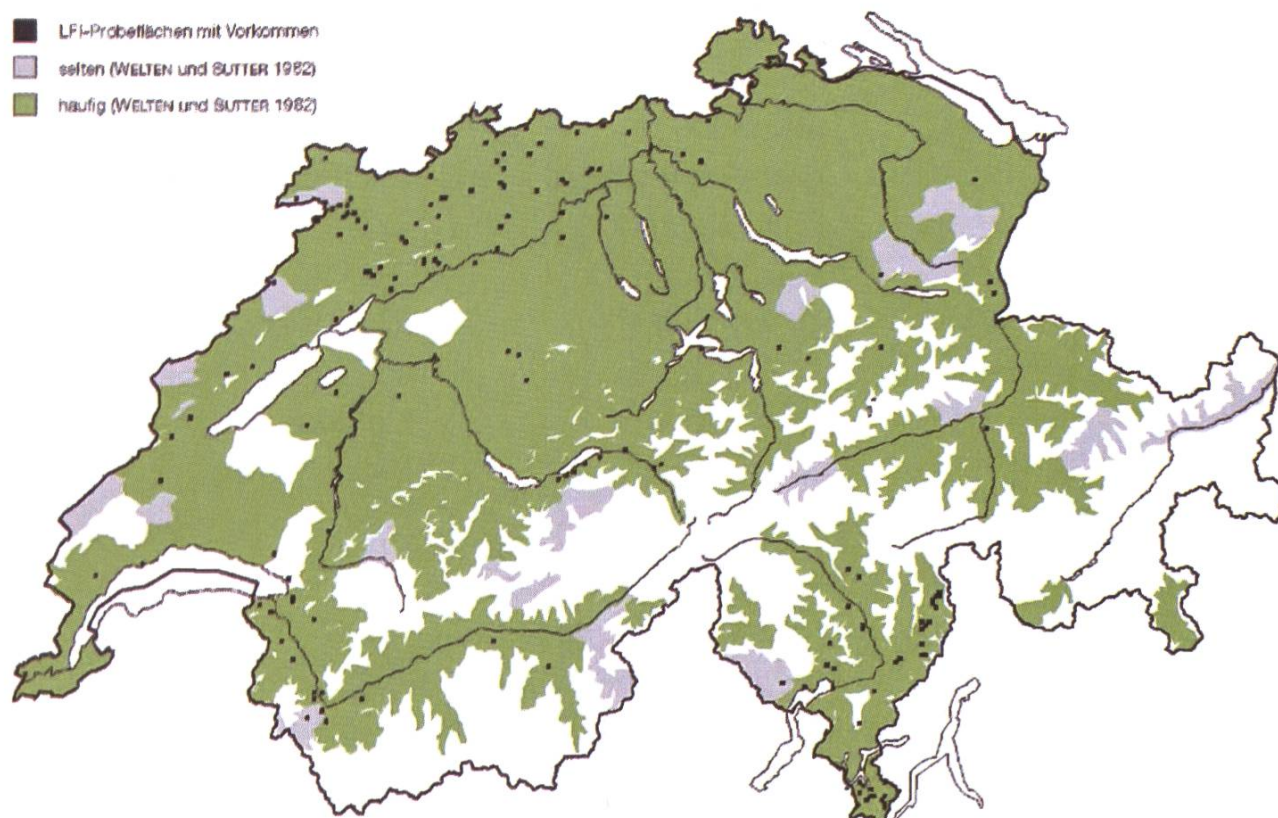 LFI-Probeflächen mit Vorkommen
selten (WELTEN und SUTTER 1982)
häufig (WELTEN und SUTTER 1982)